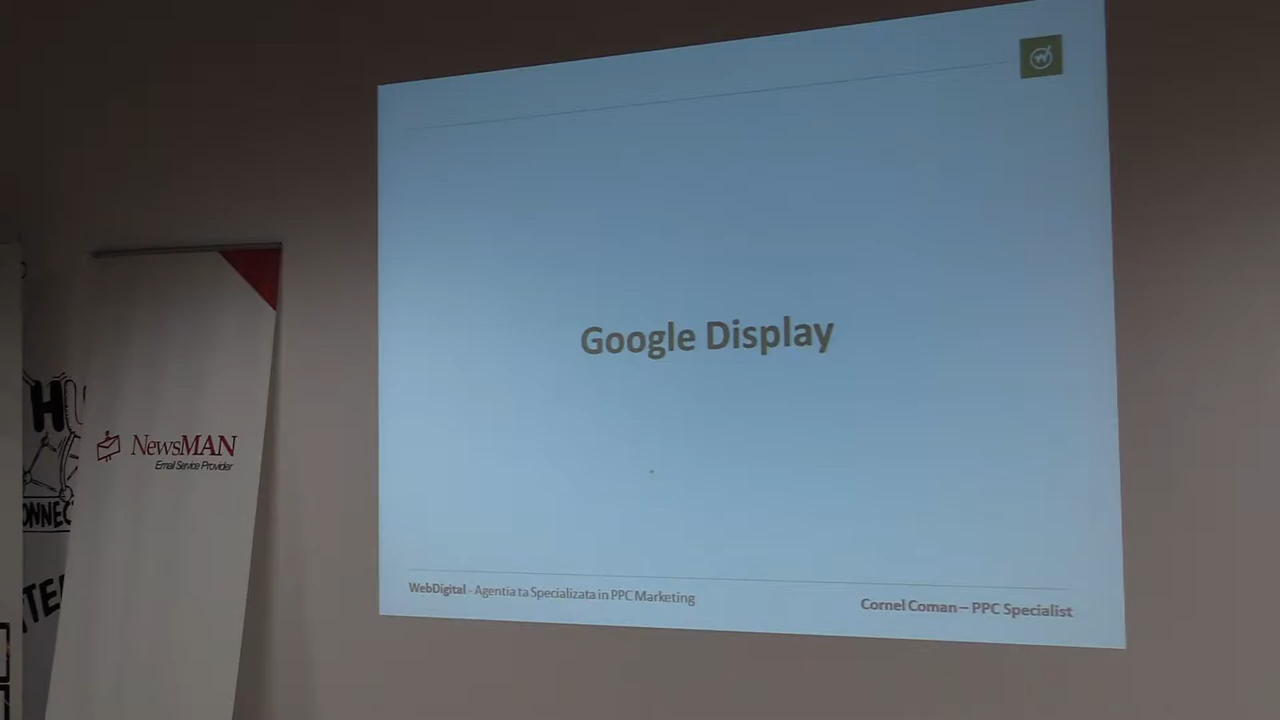 Google Display
WebDigital - Agentia ta Specializata in PPC Marketing
Cornel Coman – PPC Specialist
NewsMAN
Email Service Provider